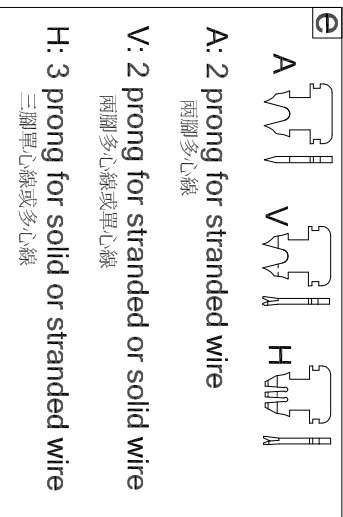 e
A V H
A: 2 prong for stranded wire
兩腳多心線
V: 2 prong for stranded or solid wire
兩腳多心線或單心線
H: 3 prong for solid or stranded wire
三腳單心線或多心線